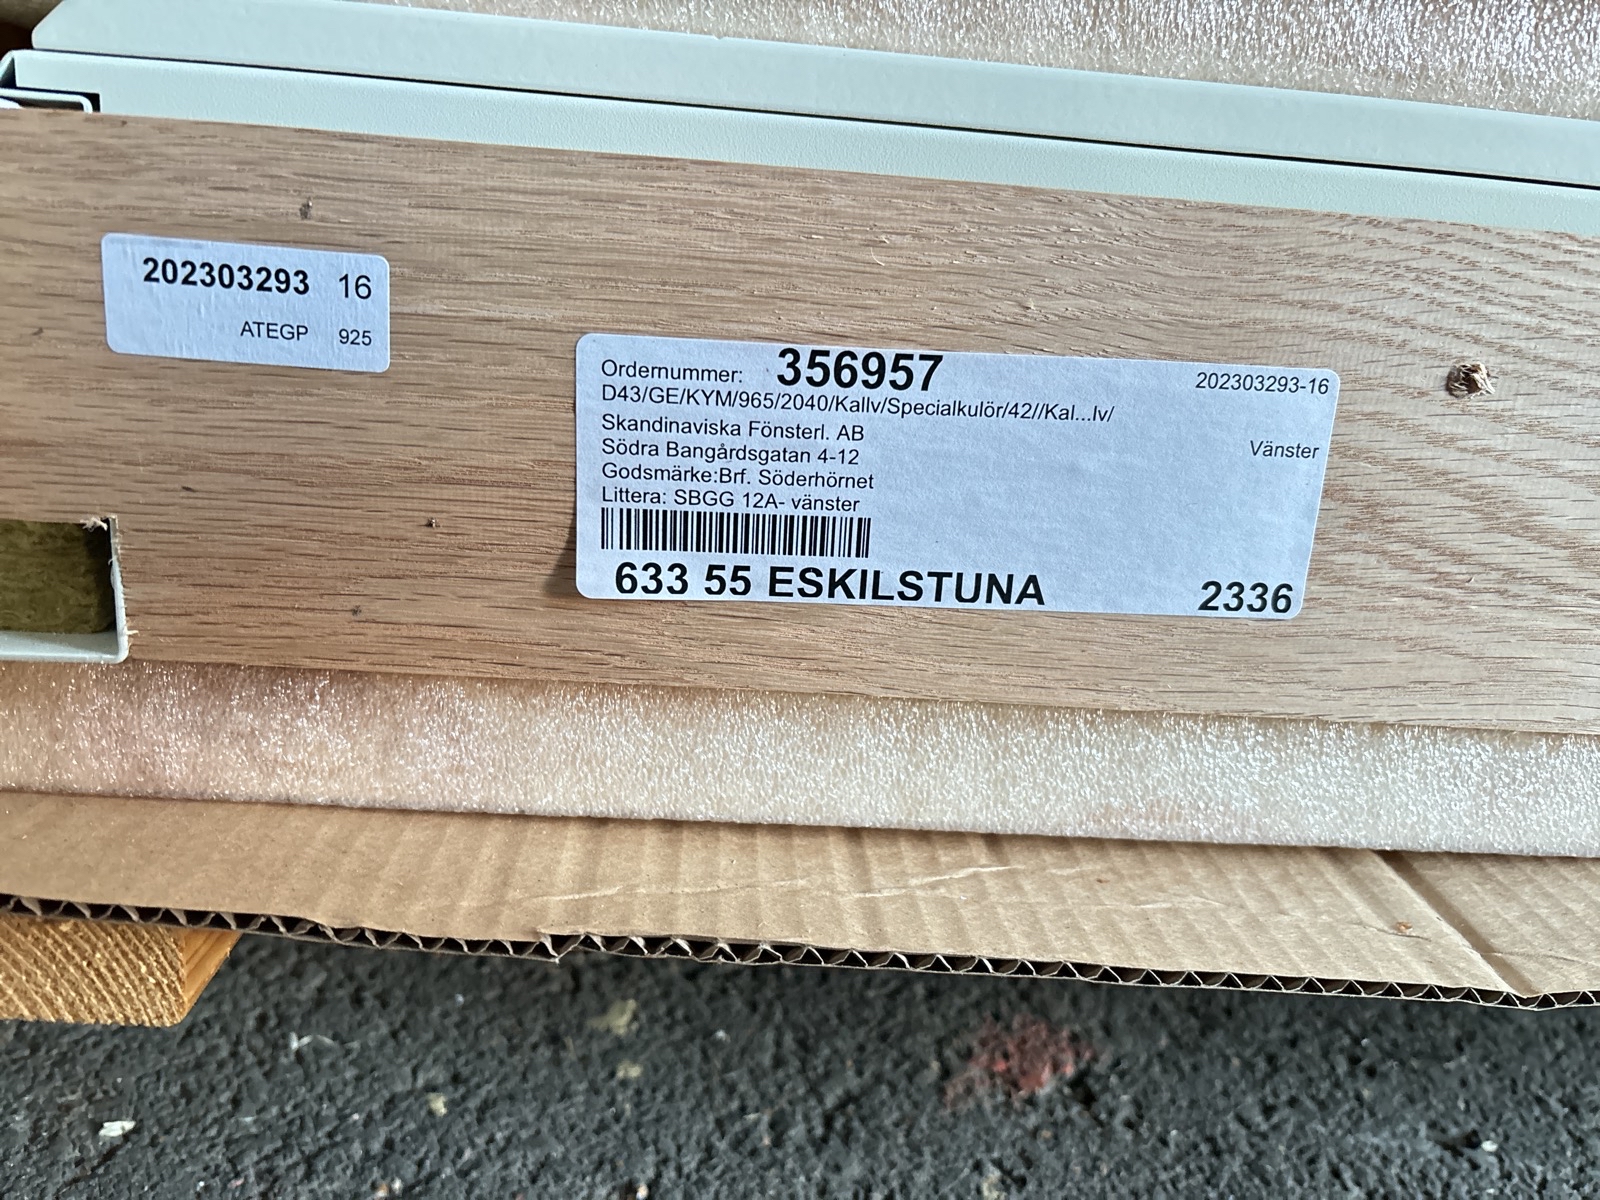 202303293 16
ATEGP 925
Ordernummer: 356957 202303293-16
D43/GE/KYM/965/2040/Kallv/Specialkulör/42//Kal...lv/
Skandinaviska Fönsterl. AB Vänster
Södra Bangårdsgatan 4-12
Godsmärke:Brf. Söderhörnet
Littera: SBGG 12A- vänster
633 55 ESKILSTUNA 2336